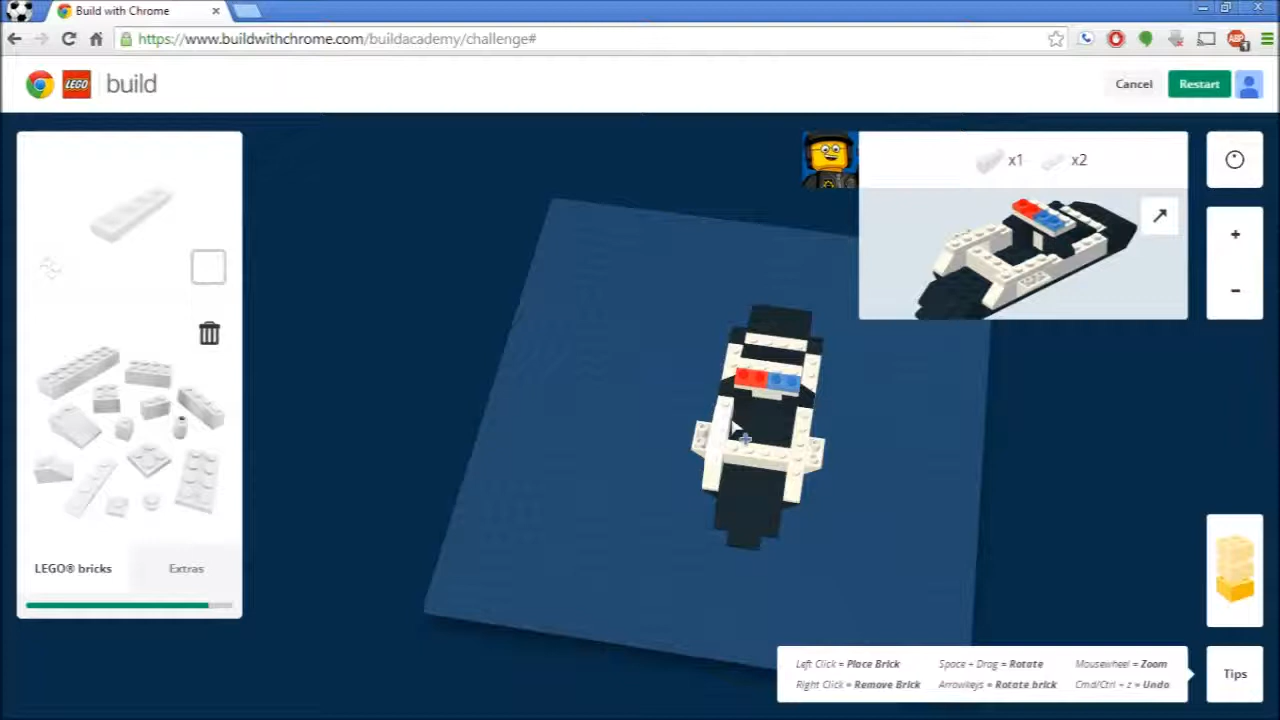 Build with Chrome
https://www.buildwithchrome.com/buildacademy/challenge#
ABP
1
LEGO
build
Cancel
Restart
x1
x2
+
-
LEGO® bricks
Extras
Left Click = Place Brick
Space + Drag = Rotate
Mousewheel = Zoom
Right Click = Remove Brick
Arrowkeys = Rotate brick
Cmd/Ctrl + z = Undo
Tips